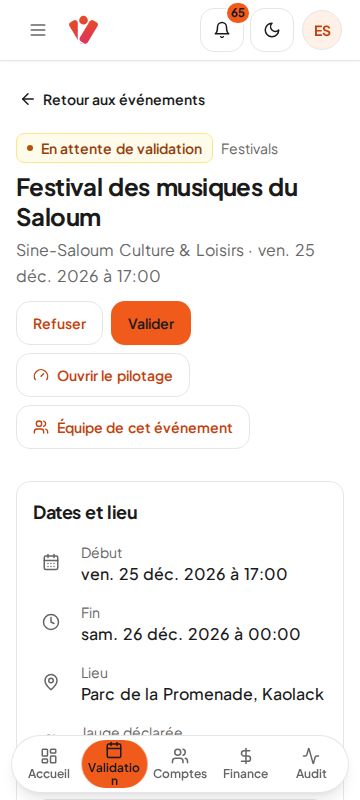 65
ES
Retour aux événements
En attente de validation Festivals
Festival des musiques du
Saloum
Sine-Saloum Culture & Loisirs · ven. 25
déc. 2026 à 17:00
Refuser Valider
Ouvrir le pilotage
Équipe de cet événement
Dates et lieu
Début
ven. 25 déc. 2026 à 17:00
Fin
sam. 26 déc. 2026 à 00:00
Lieu
Parc de la Promenade, Kaolack
Jauge déclarée
Accueil Validatio Comptes Finance Audit
n